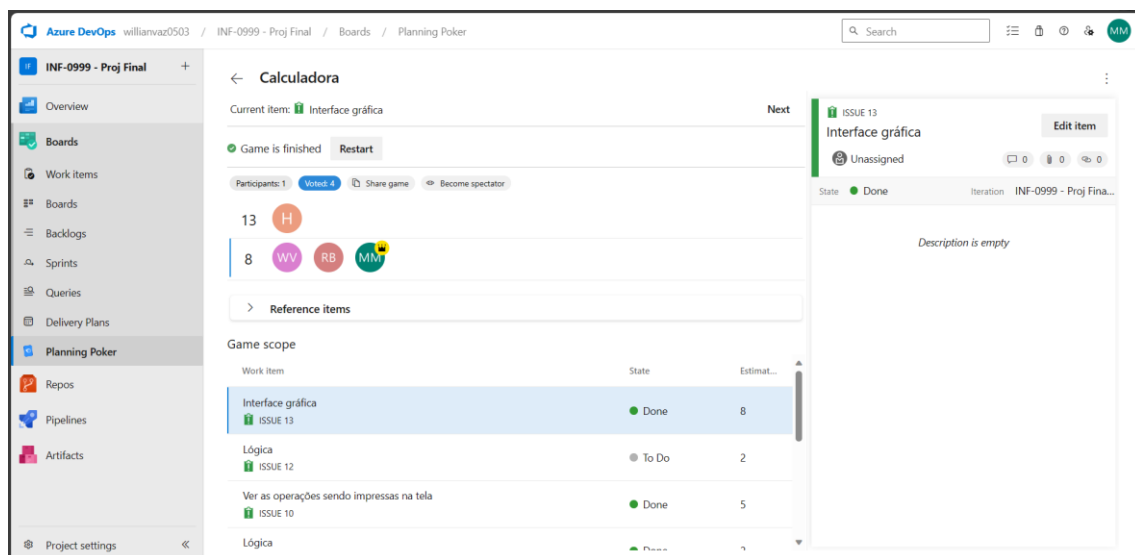 Azure DevOps willianvaz0503 / INF-0999 - Proj Final / Boards / Planning Poker
Search
MM
IF INF-0999 - Proj Final +
Overview
Boards
Work items
Boards
Backlogs
Sprints
Queries
Delivery Plans
Planning Poker
Repos
Pipelines
Artifacts
Project settings
Calculadora
Current item: Interface gráfica
Next
Game is finished Restart
Participants: 1 Voted: 4 Share game Become spectator
13 H
8 WV RB MM
Reference items
Game scope
Work item State Estimat...
Interface gráfica
ISSUE 13
Done 8
Lógica
ISSUE 12
To Do 2
Ver as operações sendo impressas na tela
ISSUE 10
Done 5
Lógica
Done 2
ISSUE 13
Interface gráfica
Edit item
Unassigned
0 0 0
State Done Iteration INF-0999 - Proj Fina...
Description is empty